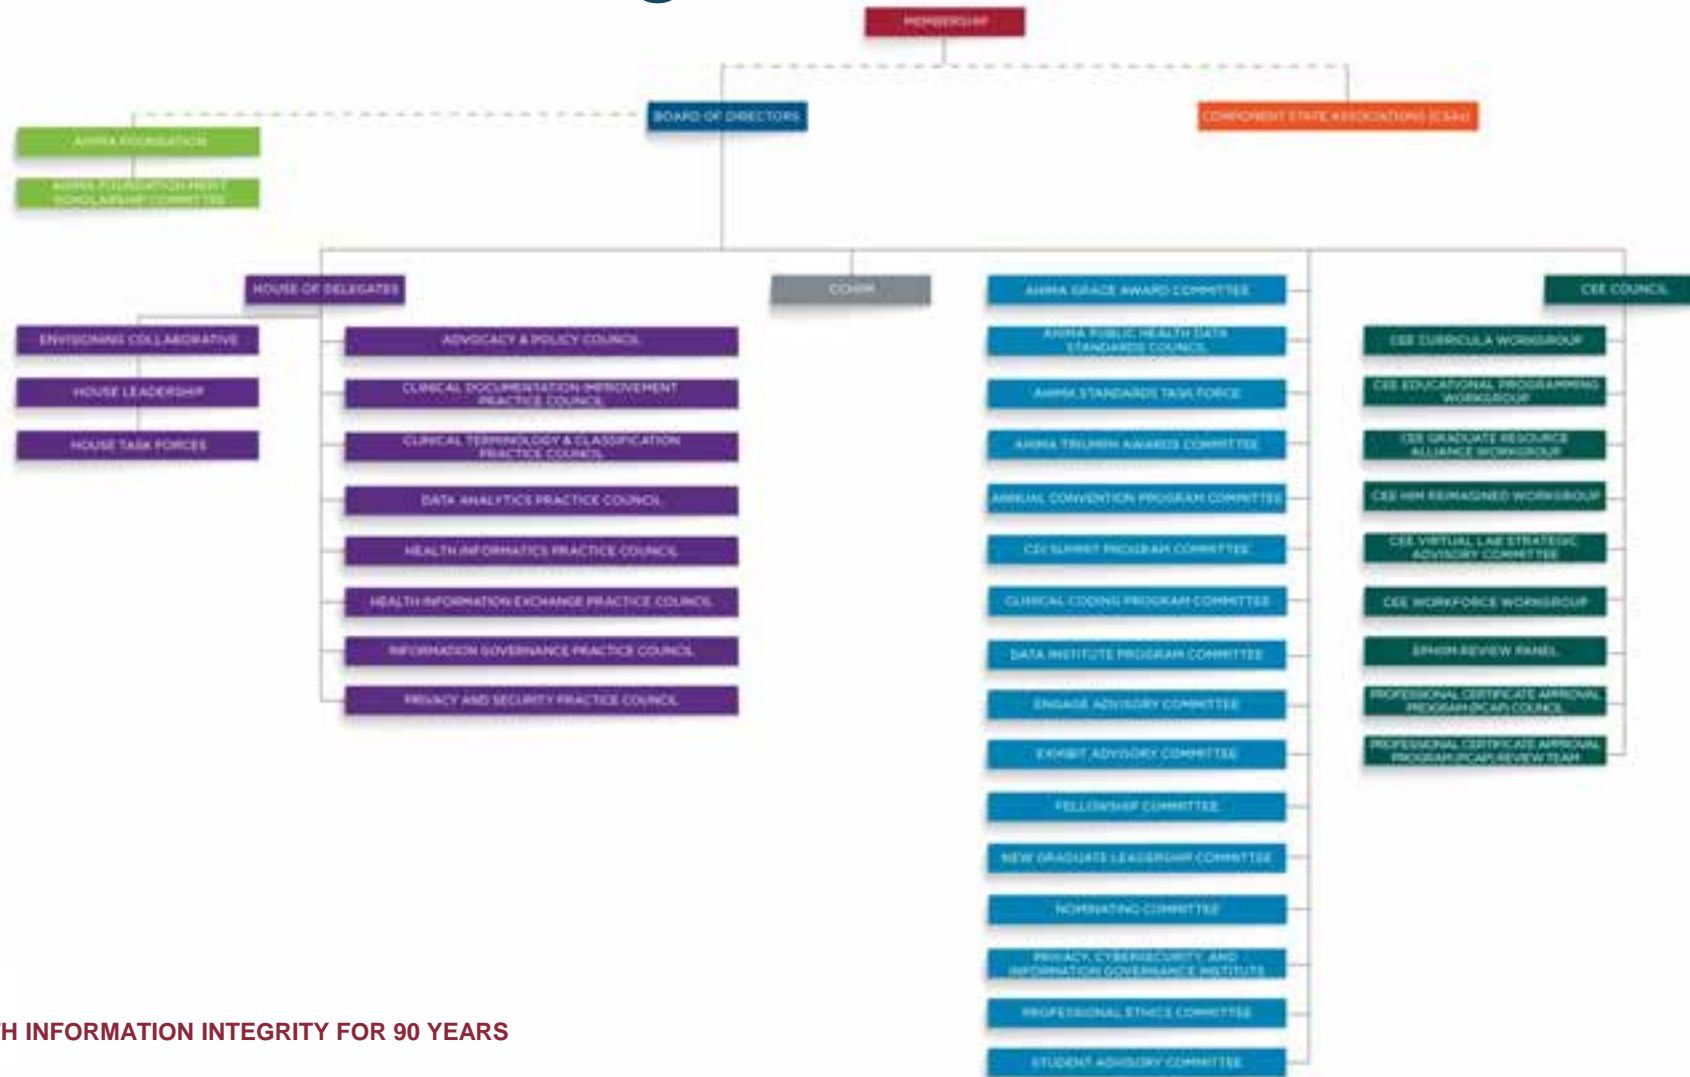 MEMBERSHIP
BOARD OF DIRECTORS
COMPONENT STATE ASSOCIATIONS (CSAs)
AHIMA FOUNDATION
AHIMA FOUNDATION MERIT
SCHOLARSHIP COMMITTEE
HOUSE OF DELEGATES
CCHIIM
AHIMA GRACE AWARD COMMITTEE
CEE COUNCIL
ENVISIONING COLLABORATIVE
HOUSE LEADERSHIP
HOUSE TASK FORCES
ADVOCACY & POLICY COUNCIL
CLINICAL DOCUMENTATION IMPROVEMENT
PRACTICE COUNCIL
CLINICAL TERMINOLOGY & CLASSIFICATION
PRACTICE COUNCIL
DATA ANALYTICS PRACTICE COUNCIL
HEALTH INFORMATICS PRACTICE COUNCIL
HEALTH INFORMATION EXCHANGE PRACTICE COUNCIL
INFORMATION GOVERNANCE PRACTICE COUNCIL
PRIVACY AND SECURITY PRACTICE COUNCIL
AHIMA PUBLIC HEALTH DATA
STANDARDS COUNCIL
AHIMA STANDARDS TASK FORCE
AHIMA TRIUMPH AWARDS COMMITTEE
ANNUAL CONVENTION PROGRAM COMMITTEE
CDI SUMMIT PROGRAM COMMITTEE
CLINICAL CODING PROGRAM COMMITTEE
DATA INSTITUTE PROGRAM COMMITTEE
ENGAGE ADVISORY COMMITTEE
EXHIBIT ADVISORY COMMITTEE
FELLOWSHIP COMMITTEE
NEW GRADUATE LEADERSHIP COMMITTEE
NOMINATING COMMITTEE
PRIVACY, CYBERSECURITY, AND
INFORMATION GOVERNANCE INSTITUTE
PROFESSIONAL ETHICS COMMITTEE
STUDENT ADVISORY COMMITTEE
CEE CURRICULA WORKGROUP
CEE EDUCATIONAL PROGRAMMING
WORKGROUP
CEE GRADUATE RESOURCE
ALLIANCE WORKGROUP
CEE HIM REIMAGINED WORKGROUP
CEE VIRTUAL LAB STRATEGIC
ADVISORY COMMITTEE
CEE WORKFORCE WORKGROUP
REVIEW PANEL
PROFESSIONAL CERTIFICATE APPROVAL
PROGRAM (PCAP) COUNCIL
PROFESSIONAL CERTIFICATE APPROVAL
PROGRAM (PCAP) REVIEW TEAM
TH INFORMATION INTEGRITY FOR 90 YEARS